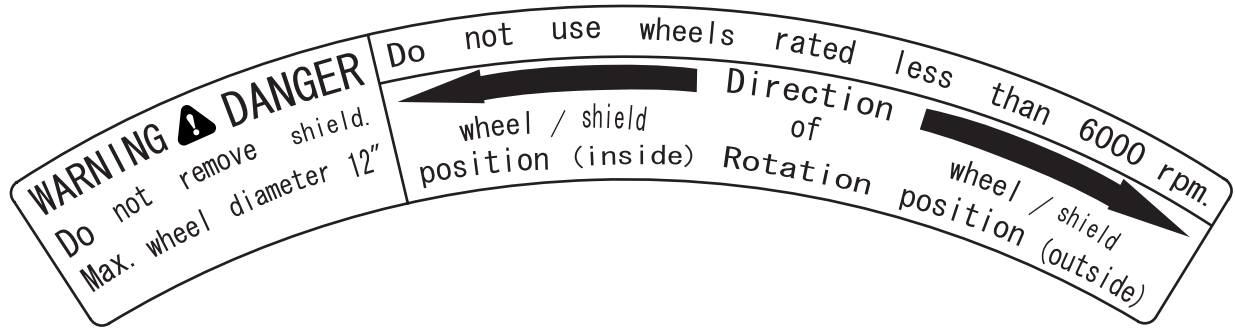 WARNING DANGER
Do not remove shield.
Max. wheel diameter 12"
Do not use wheels rated less than 6000 rpm.
wheel / shield
position (inside)
Direction
of
Rotation
wheel / shield
position (outside)